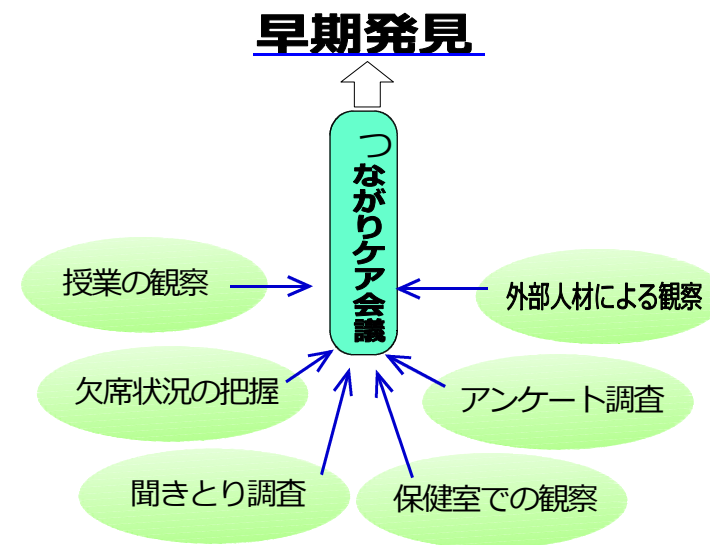 早期発見
つながりケア会議
授業の観察
外部人材による観察
欠席状況の把握
アンケート調査
聞きとり調査
保健室での観察